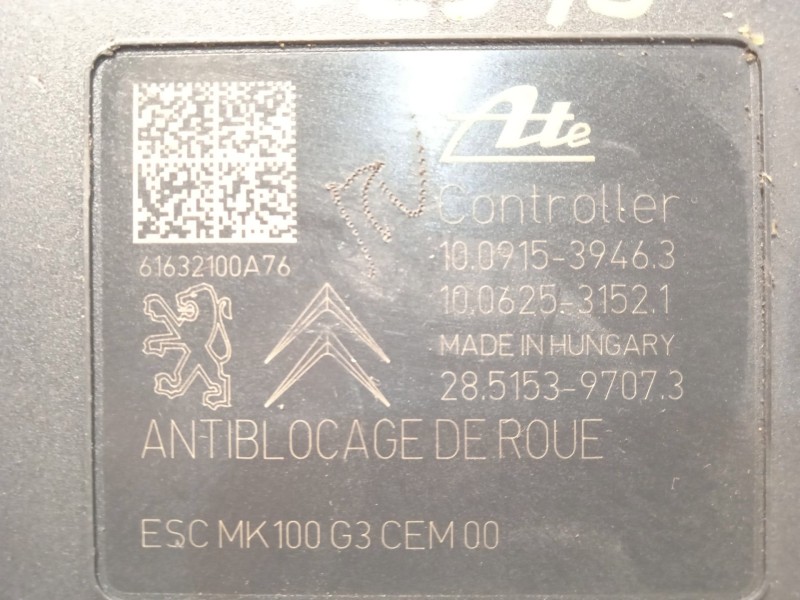 Ate
Controller
61632100A76
10.0915-3946.3
10.0625-3152.1
MADE IN HUNGARY
28.5153-9707.3
ANTIBLOCAGE DE ROUE
ESC MK100 G3 CEM 00